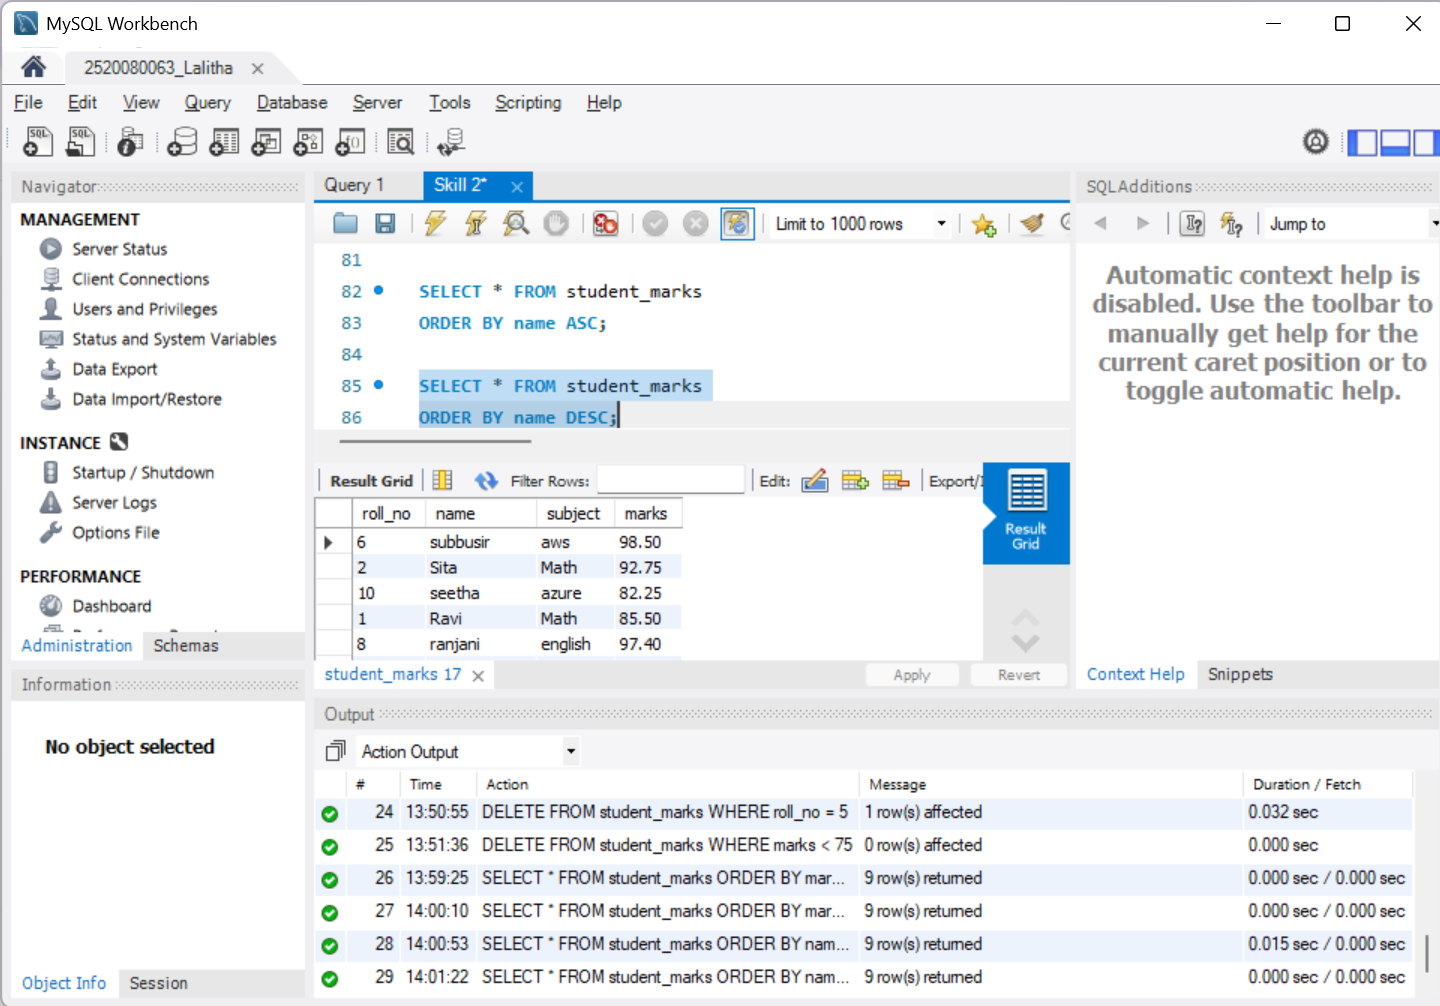 MySQL Workbench
2520080063_Lalitha
File Edit View Query Database Server Tools Scripting Help
Navigator
MANAGEMENT
Server Status
Client Connections
Users and Privileges
Status and System Variables
Data Export
Data Import/Restore
INSTANCE
Startup / Shutdown
Server Logs
Options File
PERFORMANCE
Dashboard
Administration Schemas
Information
No object selected
Object Info Session
Query 1 Skill 2*
Limit to 1000 rows
81
82 SELECT * FROM student_marks
83 ORDER BY name ASC;
84
85 SELECT * FROM student_marks
86 ORDER BY name DESC;
Result Grid Filter Rows: Edit: Export/I
roll_no name subject marks
6 subbusir aws 98.50
2 Sita Math 92.75
10 seetha azure 82.25
1 Ravi Math 85.50
8 ranjani english 97.40
Result
Grid
student_marks 17 Apply Revert
SQLAdditions
Jump to
Automatic context help is
disabled. Use the toolbar to
manually get help for the
current caret position or to
toggle automatic help.
Context Help Snippets
Output
Action Output
# Time Action Message Duration / Fetch
24 13:50:55 DELETE FROM student_marks WHERE roll_no = 5 1 row(s) affected 0.032 sec
25 13:51:36 DELETE FROM student_marks WHERE marks < 75 0 row(s) affected 0.000 sec
26 13:59:25 SELECT * FROM student_marks ORDER BY mar... 9 row(s) returned 0.000 sec / 0.000 sec
27 14:00:10 SELECT * FROM student_marks ORDER BY mar... 9 row(s) returned 0.000 sec / 0.000 sec
28 14:00:53 SELECT * FROM student_marks ORDER BY nam... 9 row(s) returned 0.015 sec / 0.000 sec
29 14:01:22 SELECT * FROM student_marks ORDER BY nam... 9 row(s) returned 0.000 sec / 0.000 sec